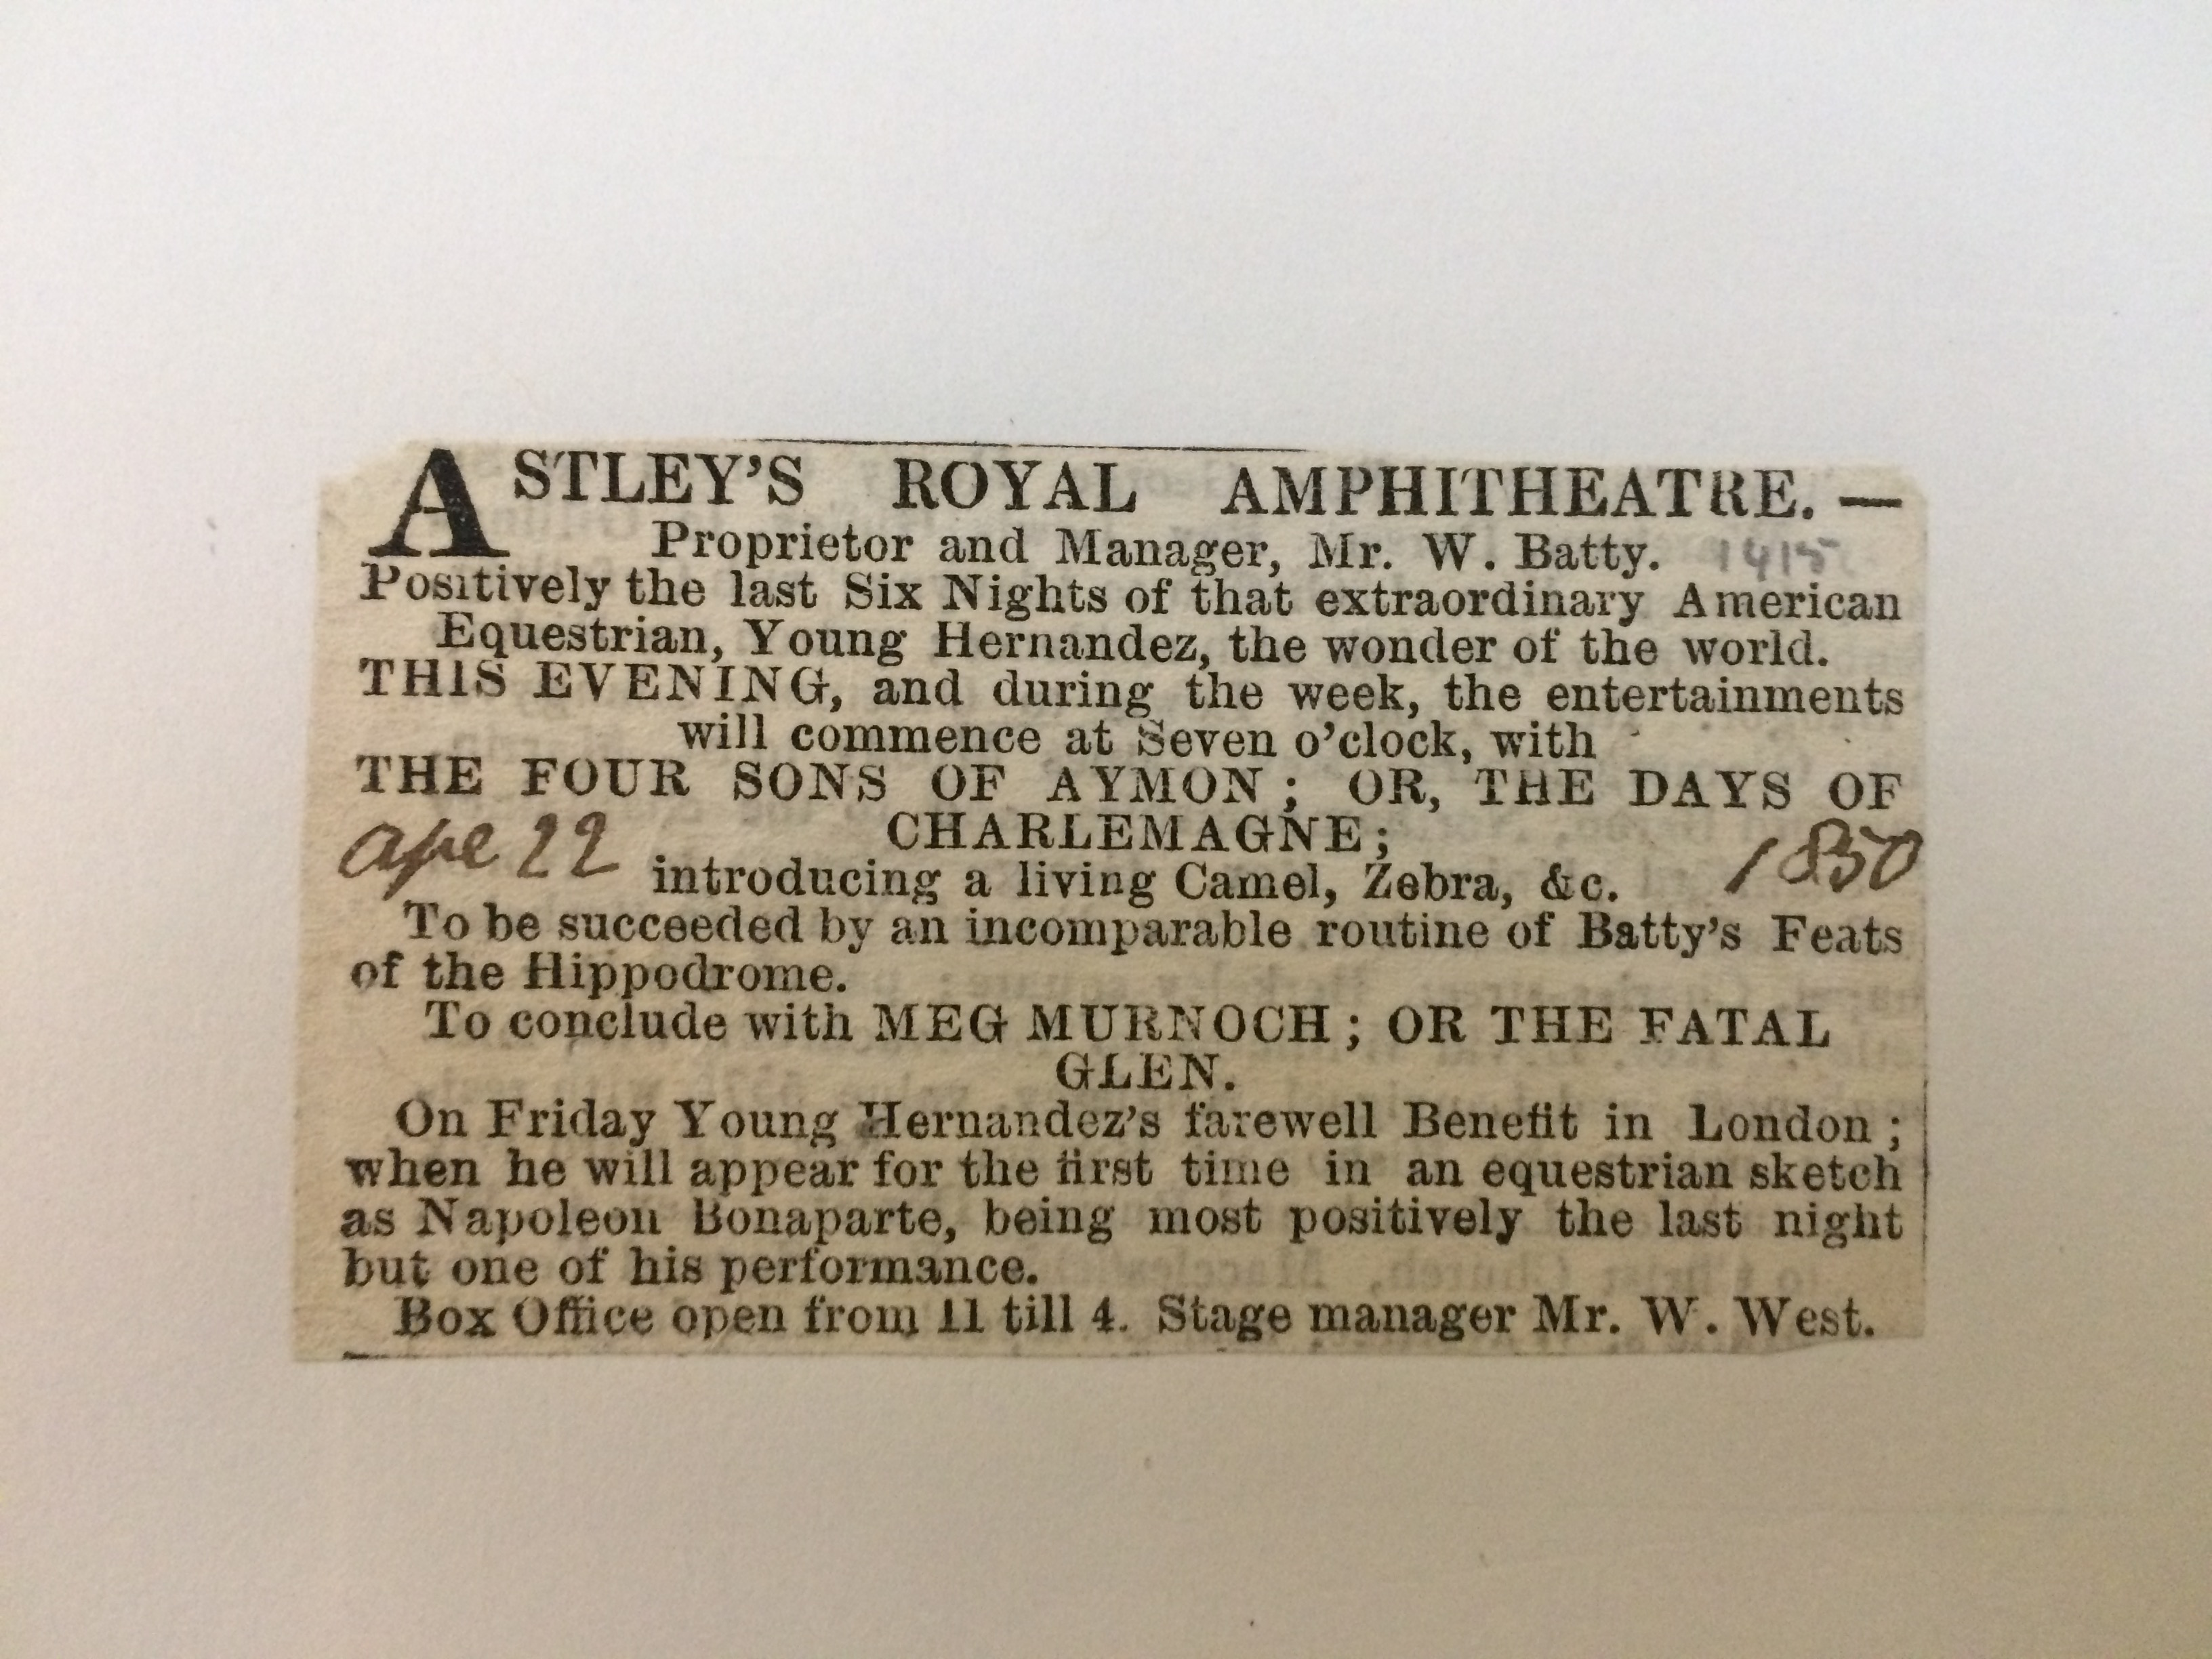 ASTLEY'S ROYAL AMPHITHEATRE. —
Proprietor and Manager, Mr. W. Batty. 1415
Positively the last Six Nights of that extraordinary American
Equestrian, Young Hernandez, the wonder of the world.
THIS EVENING, and during the week, the entertainments
will commence at Seven o'clock, with
THE FOUR SONS OF AYMON; OR, THE DAYS OF
CHARLEMAGNE;
ape 22 1850
introducing a living Camel, Zebra, &c.
To be succeeded by an incomparable routine of Batty's Feats
of the Hippodrome.
To conclude with MEG MURNOCH; OR THE FATAL
GLEN.
On Friday Young Hernandez's farewell Benefit in London;
when he will appear for the first time in an equestrian sketch
as Napoleon Bonaparte, being most positively the last night
but one of his performance.
Box Office open from 11 till 4. Stage manager Mr. W. West.